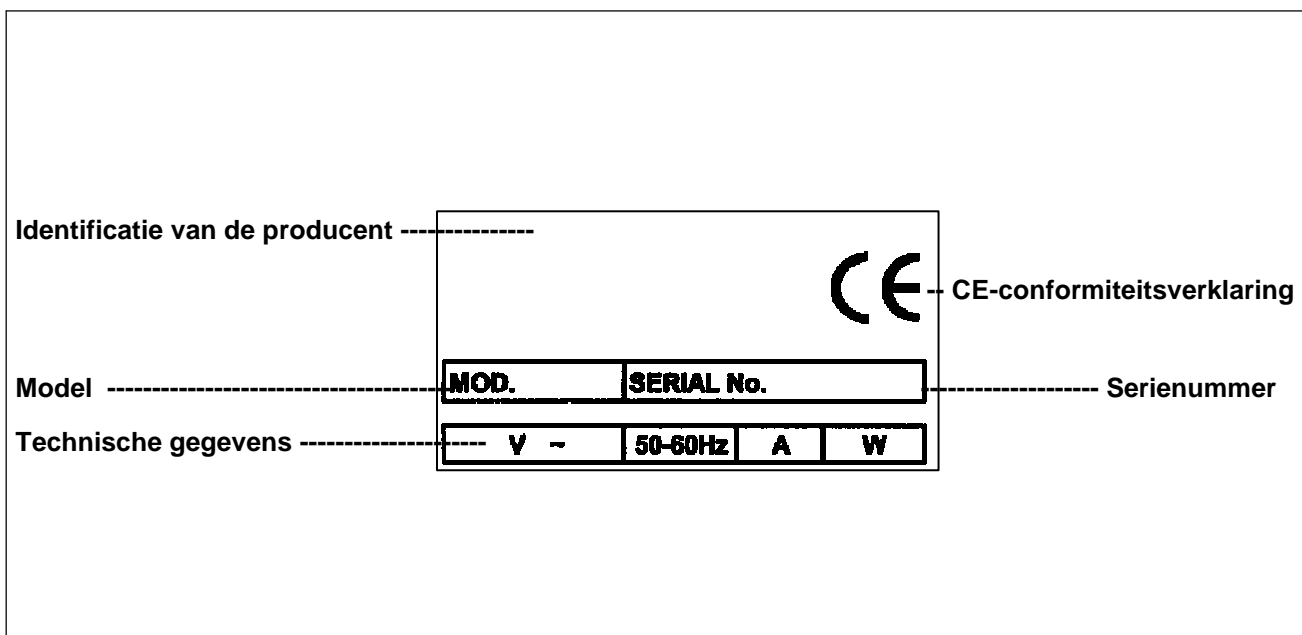 Identificatie van de producent ---------------
CE
-- CE-conformiteitsverklaring
Model ----------------------------- MOD. SERIAL No. ----------------- Serienummer
Technische gegevens ---------------- V ~ 50-60Hz A W